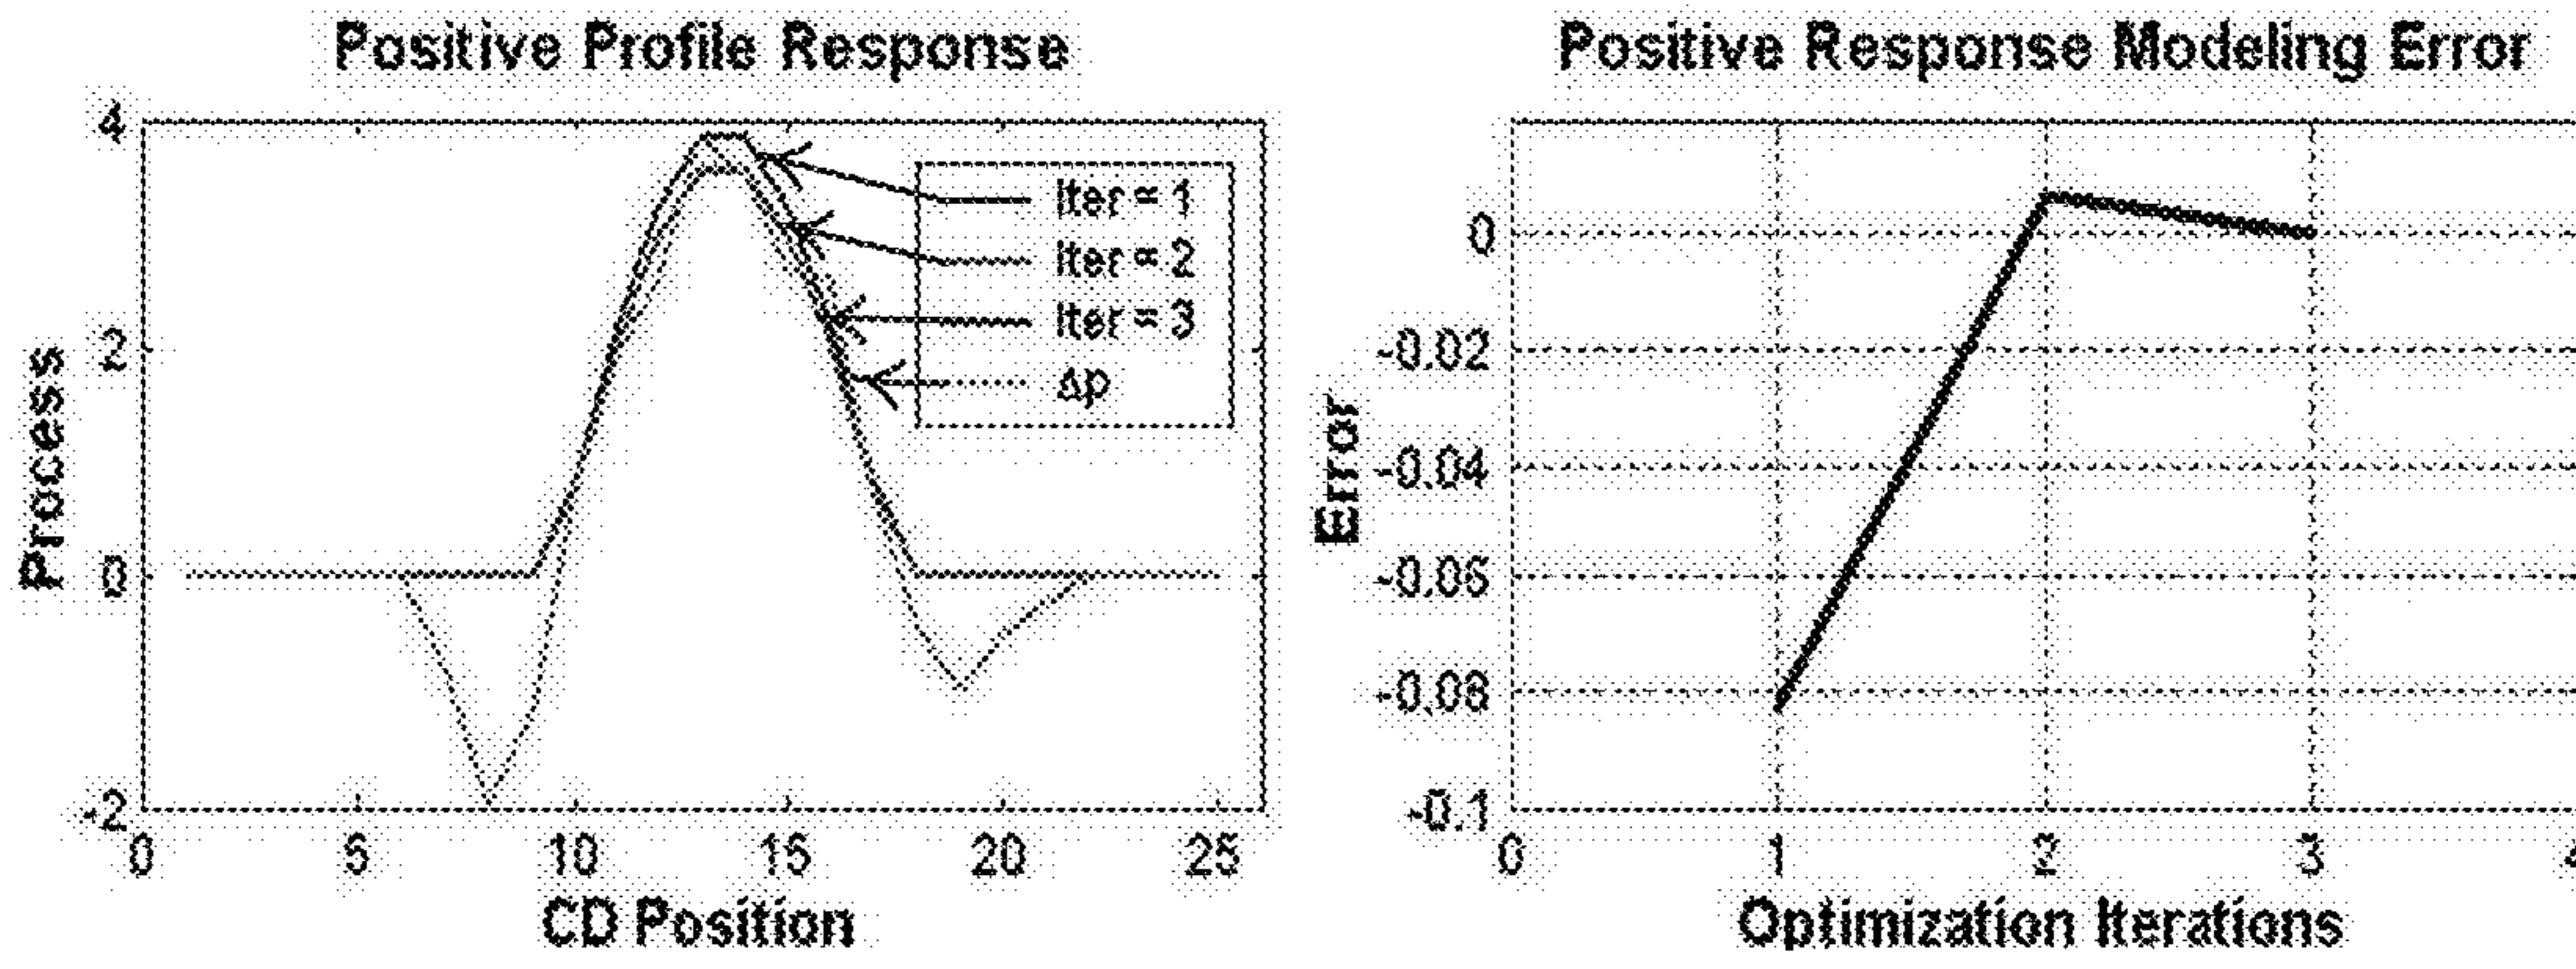 Positive Profile Response
4
2
0
-2
0
5
10
15
20
25
Process
CD Position
Iter = 1
Iter = 2
Iter = 3
Δp
Positive Response Modeling Error
0
-0.02
-0.04
-0.06
-0.08
-0.1
0
1
2
3
4
Error
Optimization Iterations